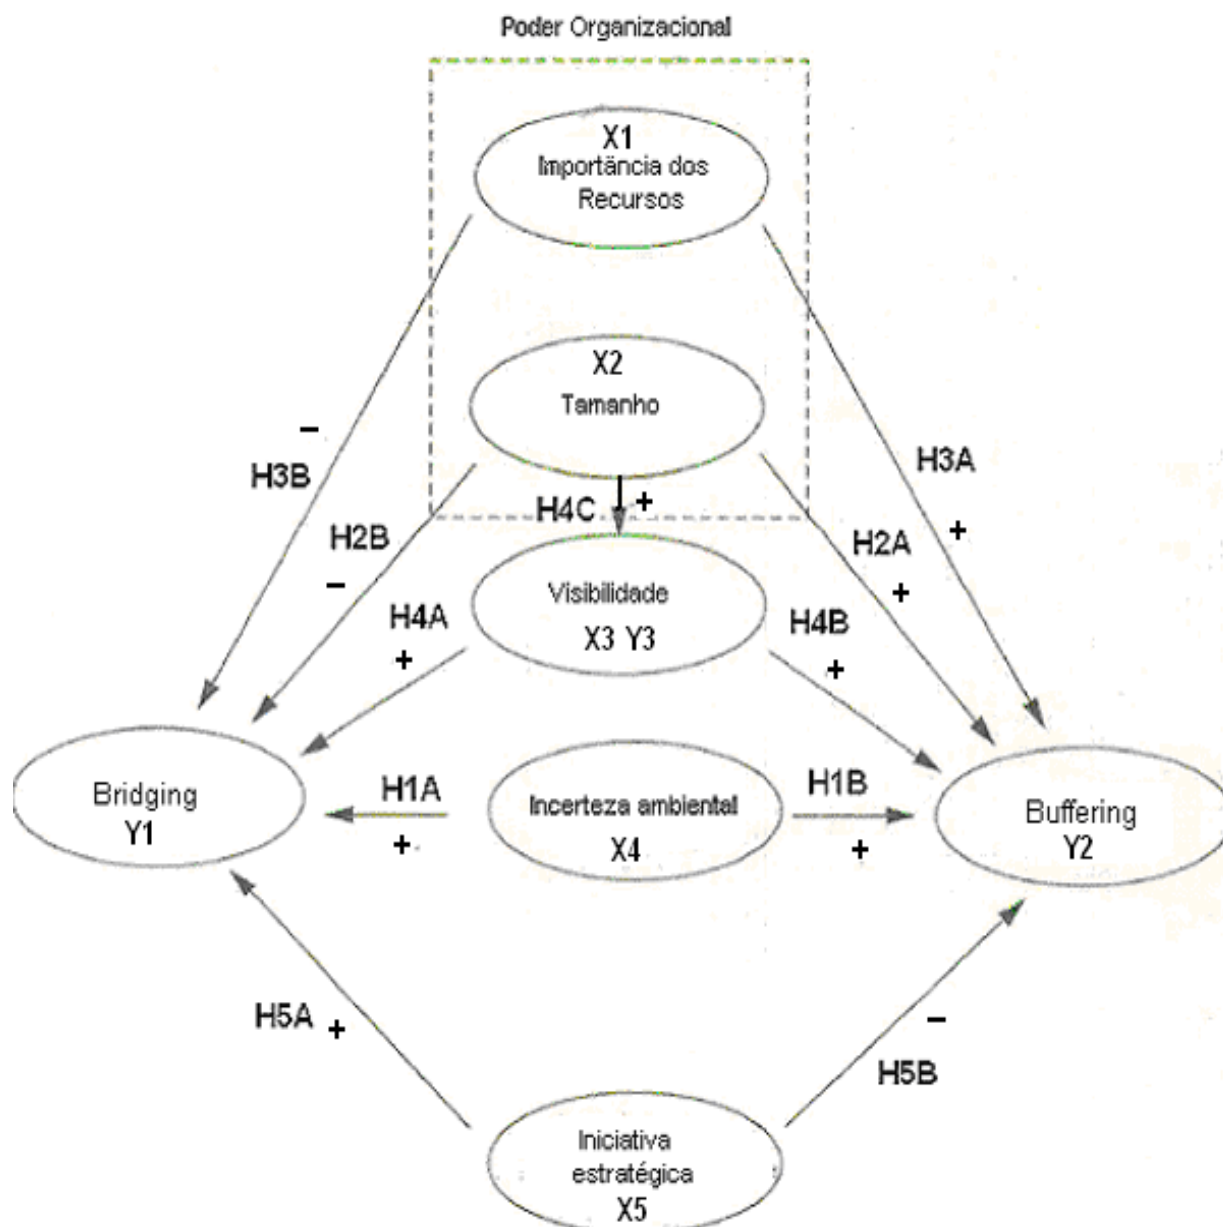 Poder Organizacional
X1
Importância dos
Recursos
X2
Tamanho
−
H3B
H3A
+
H4C +
H2B
−
H2A
+
Visibilidade
X3 Y3
H4A
+
H4B
+
Bridging
Y1
H1A
+
Incerteza ambiental
X4
H1B
+
Buffering
Y2
H5A +
−
H5B
Iniciativa
estratégica
X5